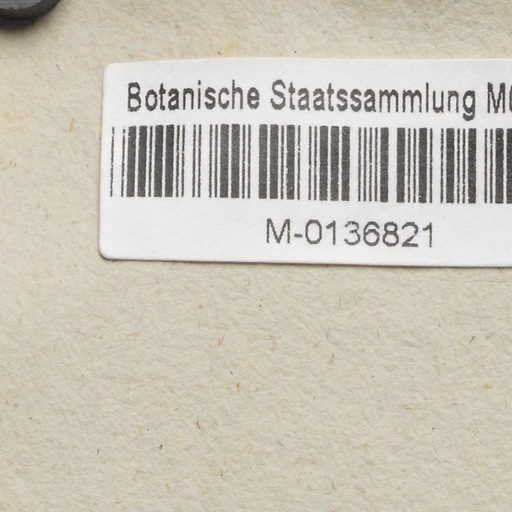 Botanische Staatssammlung
M-0136821